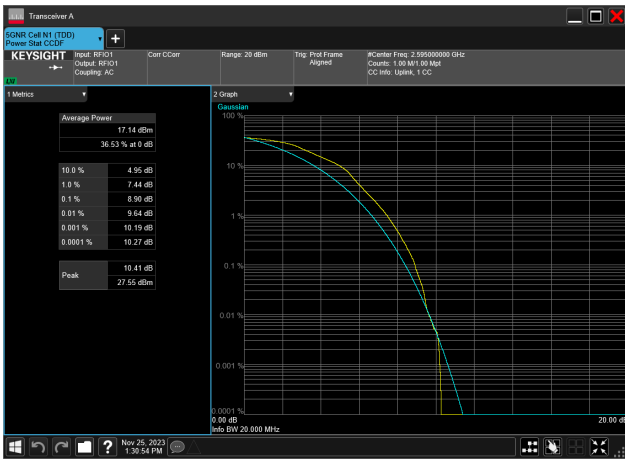 Transceiver A
5GNR Cell N1 (TDD)
Power Stat CCDF
KEYSIGHT
Input: RFIO1
Output: RFIO1
Coupling: AC
Corr CCorr
Range: 20 dBm
Trig: Prot Frame
Aligned
#Center Freq: 2.595000000 GHz
Counts: 1.00 M/1.00 Mpt
CC Info: Uplink, 1 CC
1 Metrics
2 Graph
Average Power
17.14 dBm
36.53 % at 0 dB
10.0 % 4.95 dB
1.0 % 7.44 dB
0.1 % 8.90 dB
0.01 % 9.64 dB
0.001 % 10.19 dB
0.0001 % 10.27 dB
Peak
10.41 dB
27.55 dBm
Gaussian
100 %
10 %
1 %
0.1 %
0.01 %
0.001 %
0.0001 %
0.00 dB
20.00 dB
Info BW 20.000 MHz
Nov 25, 2023
1:30:54 PM